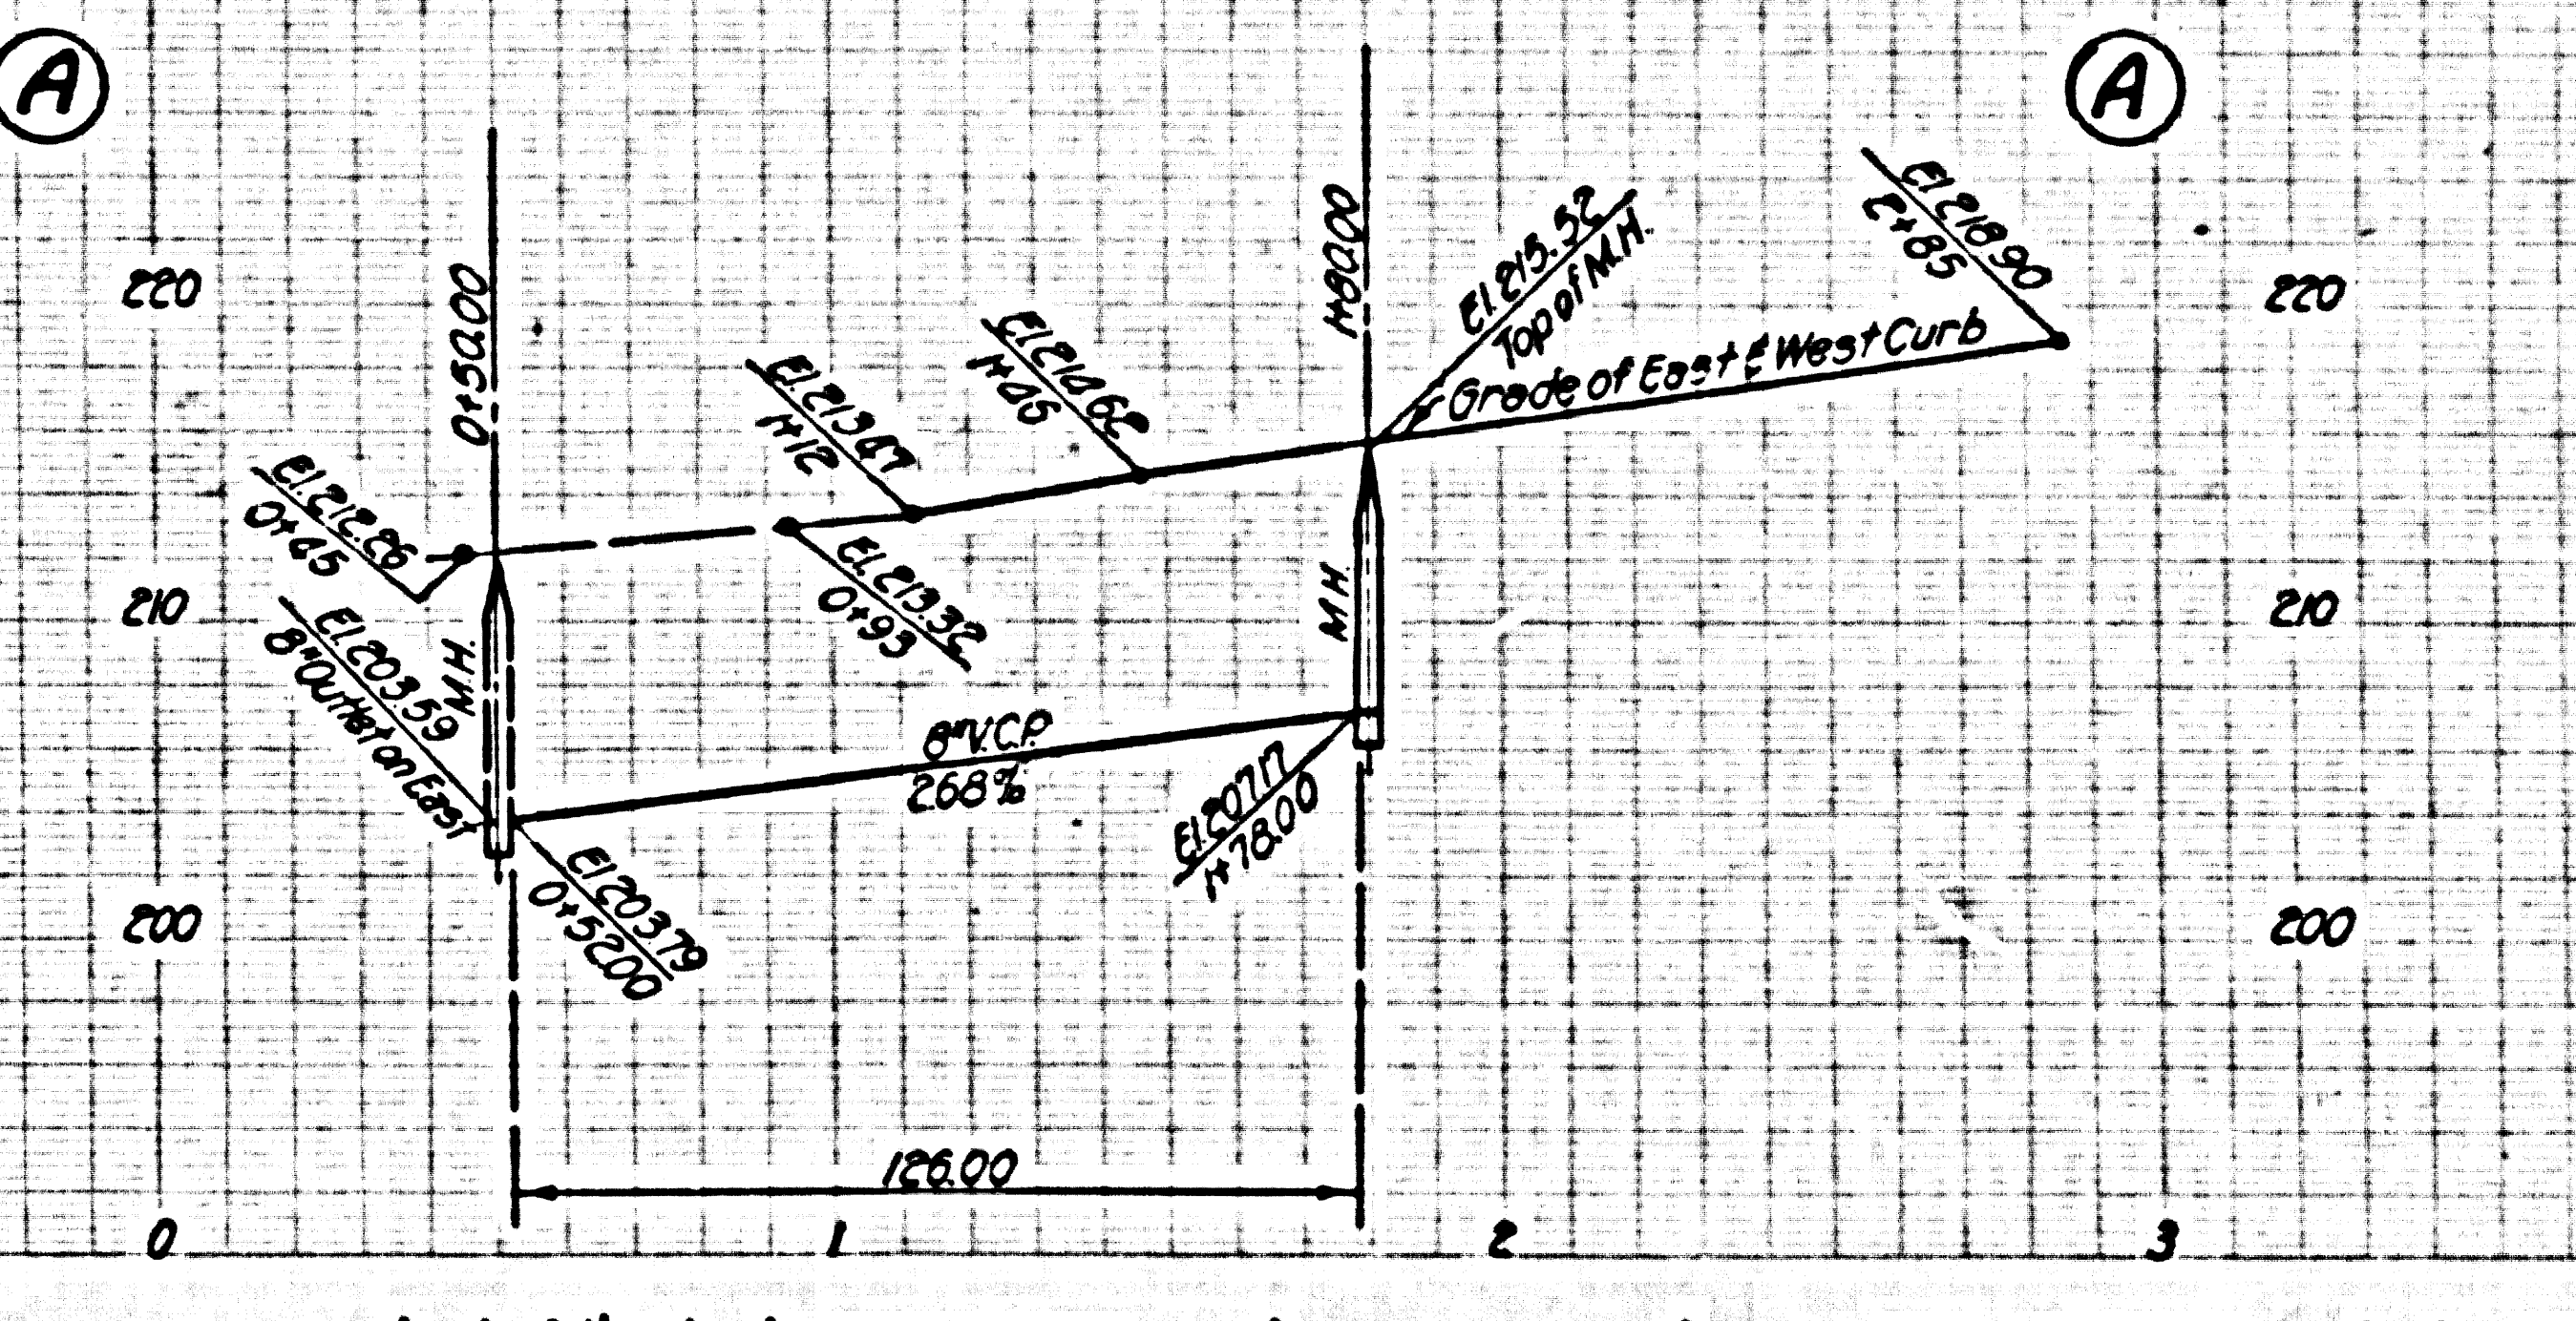 A
A
220
0+50.00
1+80.00
El. 215.52
Top of M.H.
El 218 90
2+85
220
Grade of East & West Curb
El 214 62
1+45
El. 213 47
1+12
El. 212.26
0+45
El. 213.32
0+93
210
M.H.
M.H.
210
El. 203.59
8" Outlet on East
8" V.C.P.
2.68 %
El. 207.17
1+78.00
El 203.79
0+52.00
200
200
126.00
0
1
2
3